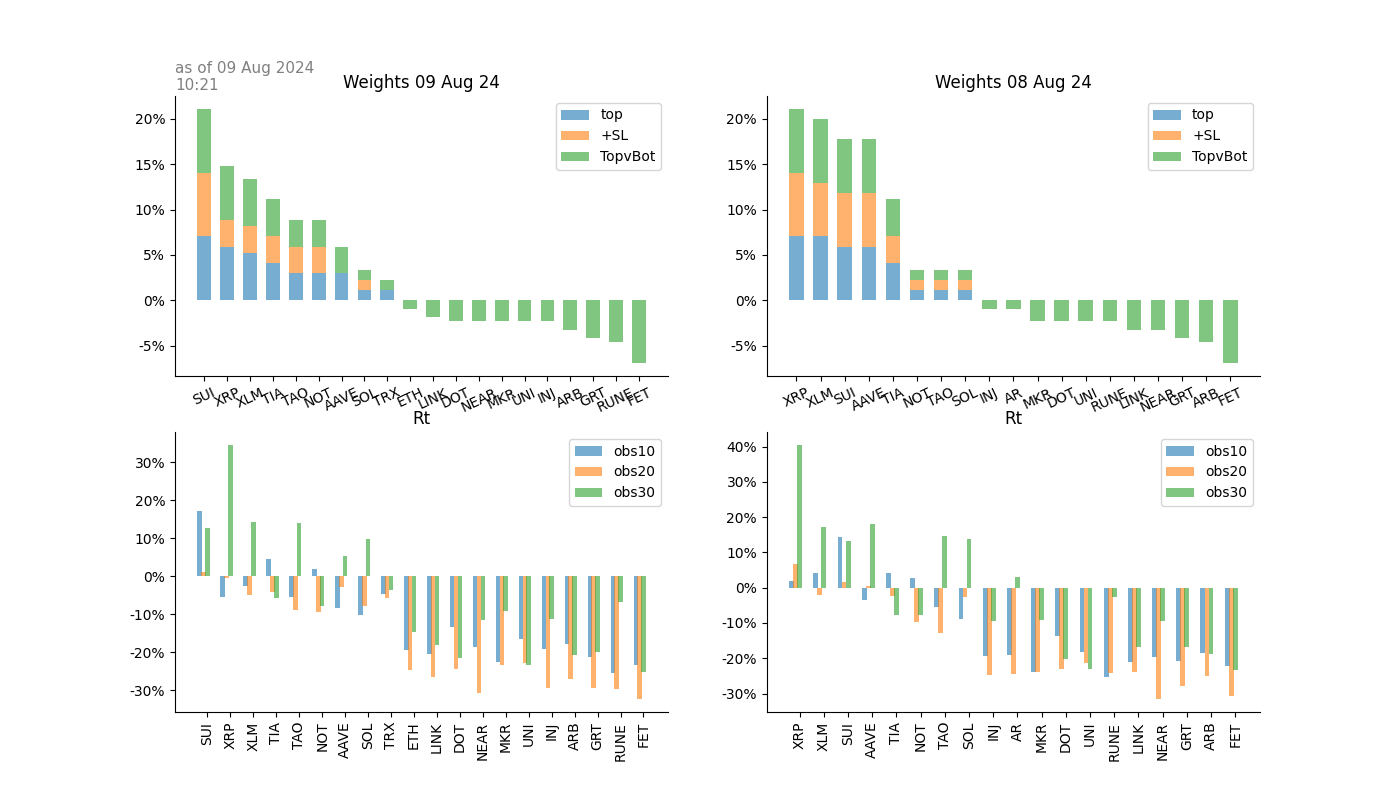 as of 09 Aug 2024
10:21
Weights 09 Aug 24
20%
15%
10%
5%
0%
-5%
top
+SL
TopvBot
SUI XRP XLM TIA TAO NOT AAVE SOL TRX ETH LINK DOT NEAR MKR UNI INJ ARB GRT RUNE FET
Weights 08 Aug 24
20%
15%
10%
5%
0%
-5%
top
+SL
TopvBot
XRP XLM SUI AAVE TIA NOT TAO SOL INJ AR MKR DOT UNI RUNE LINK NEAR GRT ARB FET
Rt
30%
20%
10%
0%
-10%
-20%
-30%
obs10
obs20
obs30
SUI XRP XLM TIA TAO NOT AAVE SOL TRX ETH LINK DOT NEAR MKR UNI INJ ARB GRT RUNE FET
Rt
40%
30%
20%
10%
0%
-10%
-20%
-30%
obs10
obs20
obs30
XRP XLM SUI AAVE TIA NOT TAO SOL INJ AR MKR DOT UNI RUNE LINK NEAR GRT ARB FET